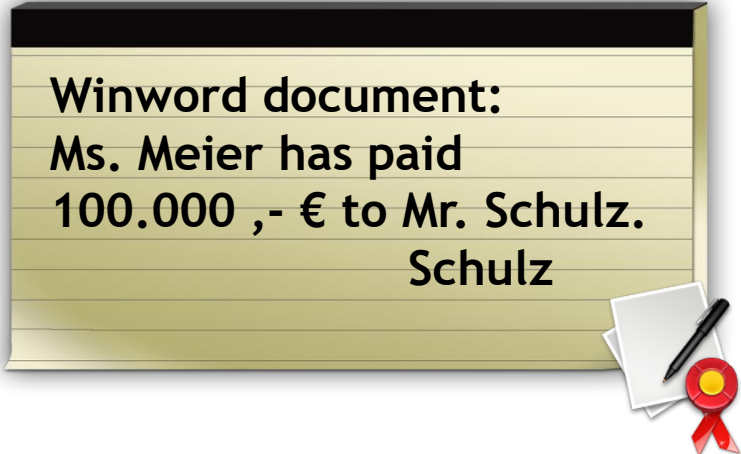 Winword document:
Ms. Meier has paid
100.000 ,- € to Mr. Schulz.
Schulz